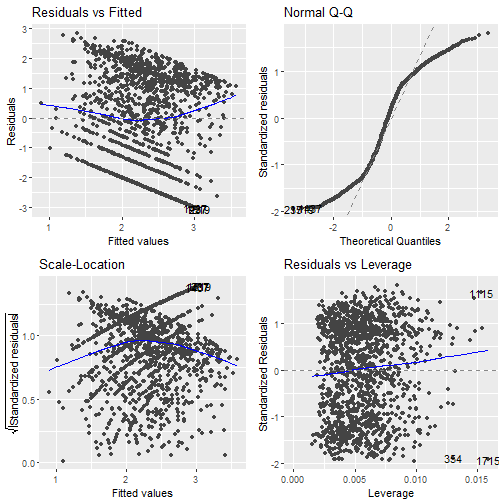 Residuals vs Fitted
Residuals
3
2
1
0
-1
-2
-3
1
2
3
Fitted values
Normal Q-Q
Standardized residuals
1
0
-1
-2
-2
0
2
Theoretical Quantiles
Scale-Location
√|Standardized residuals|
1.0
0.5
0.0
1
2
3
Fitted values
Residuals vs Leverage
Standardized Residuals
1
0
-1
-2
1115
354
1715
0.000
0.005
0.010
0.015
Leverage